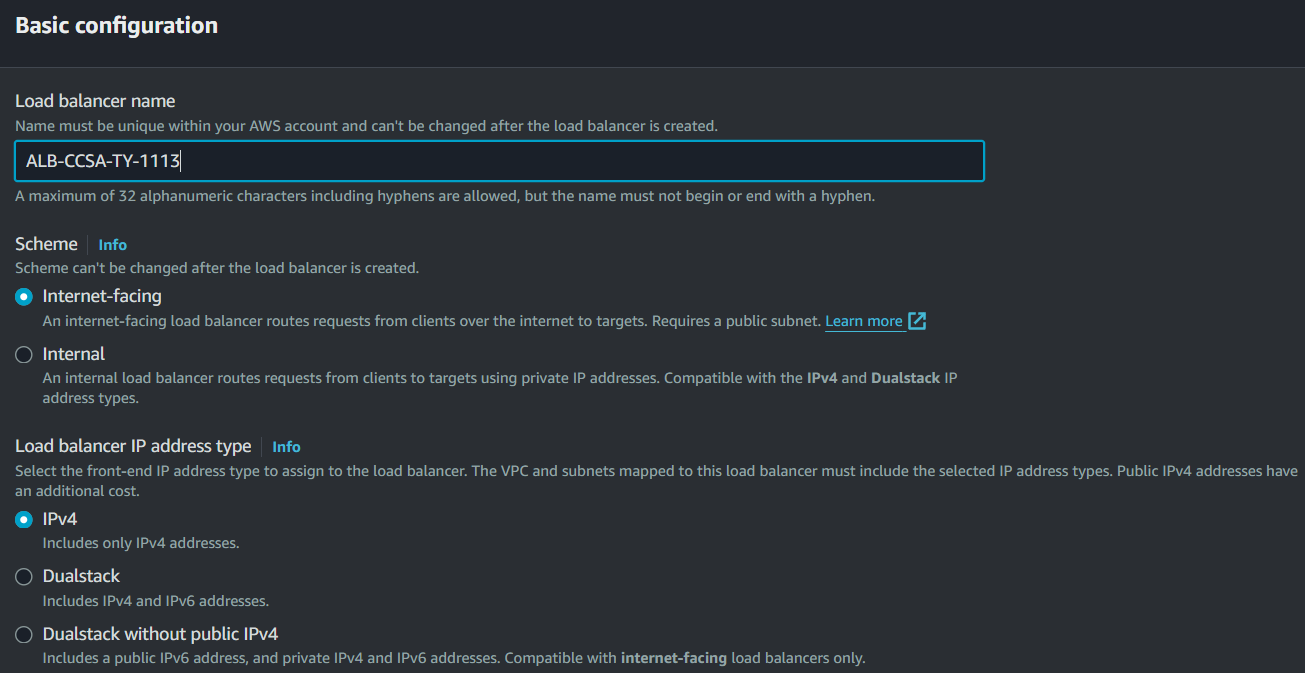 Basic configuration
Load balancer name
Name must be unique within your AWS account and can't be changed after the load balancer is created.
ALB-CCSA-TY-1113
A maximum of 32 alphanumeric characters including hyphens are allowed, but the name must not begin or end with a hyphen.
Scheme Info
Scheme can't be changed after the load balancer is created.
Internet-facing
An internet-facing load balancer routes requests from clients over the internet to targets. Requires a public subnet. Learn more
Internal
An internal load balancer routes requests from clients to targets using private IP addresses. Compatible with the IPv4 and Dualstack IP
address types.
Load balancer IP address type Info
Select the front-end IP address type to assign to the load balancer. The VPC and subnets mapped to this load balancer must include the selected IP address types. Public IPv4 addresses have
an additional cost.
IPv4
Includes only IPv4 addresses.
Dualstack
Includes IPv4 and IPv6 addresses.
Dualstack without public IPv4
Includes a public IPv6 address, and private IPv4 and IPv6 addresses. Compatible with internet-facing load balancers only.